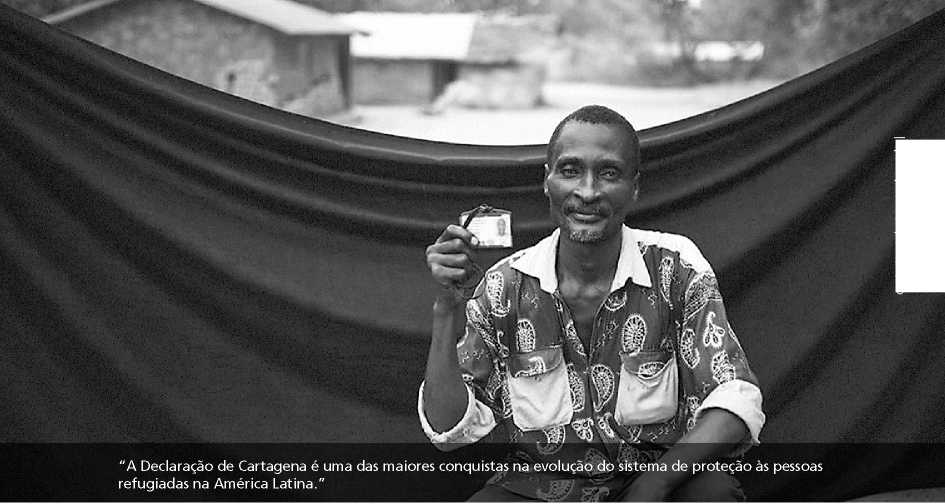 “A Declaração de Cartagena é uma das maiores conquistas na evolução do sistema de proteção às pessoas
refugiadas na América Latina.”